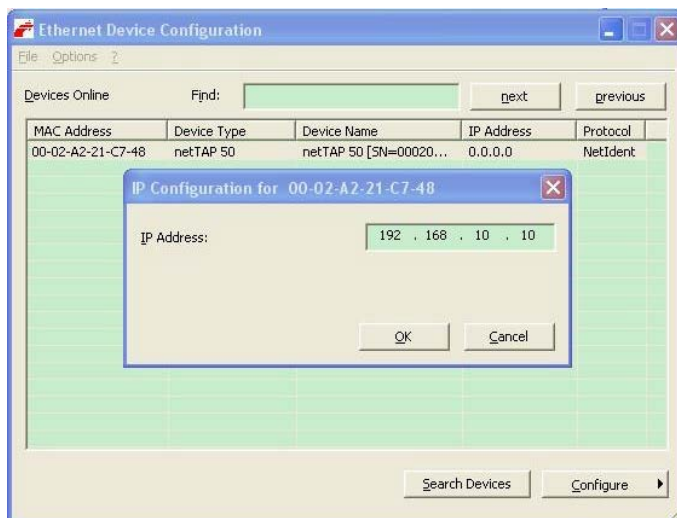 Ethernet Device Configuration
File Options ?
Devices Online Find: next previous
MAC Address Device Type Device Name IP Address Protocol
00-02-A2-21-C7-48 netTAP 50 netTAP 50 [SN=00020... 0.0.0.0 NetIdent
IP Configuration for 00-02-A2-21-C7-48
IP Address: 192 . 168 . 10 . 10
OK Cancel
Search Devices Configure